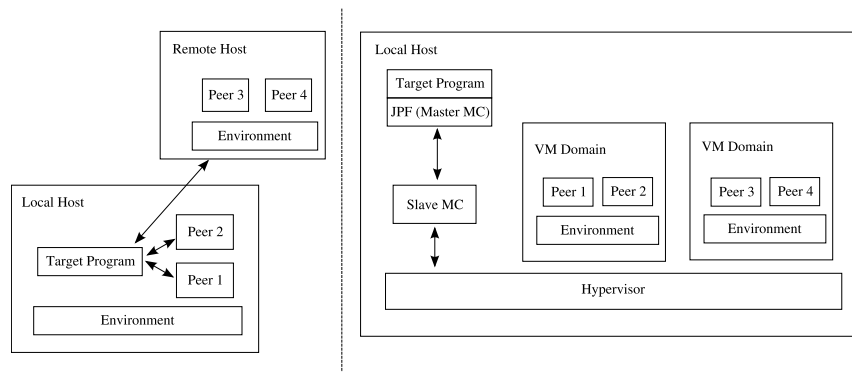 Remote Host
Peer 3
Peer 4
Environment
Local Host
Peer 2
Target Program
Peer 1
Environment
Local Host
Target Program
JPF (Master MC)
VM Domain
VM Domain
Peer 1
Peer 2
Peer 3
Peer 4
Slave MC
Environment
Environment
Hypervisor